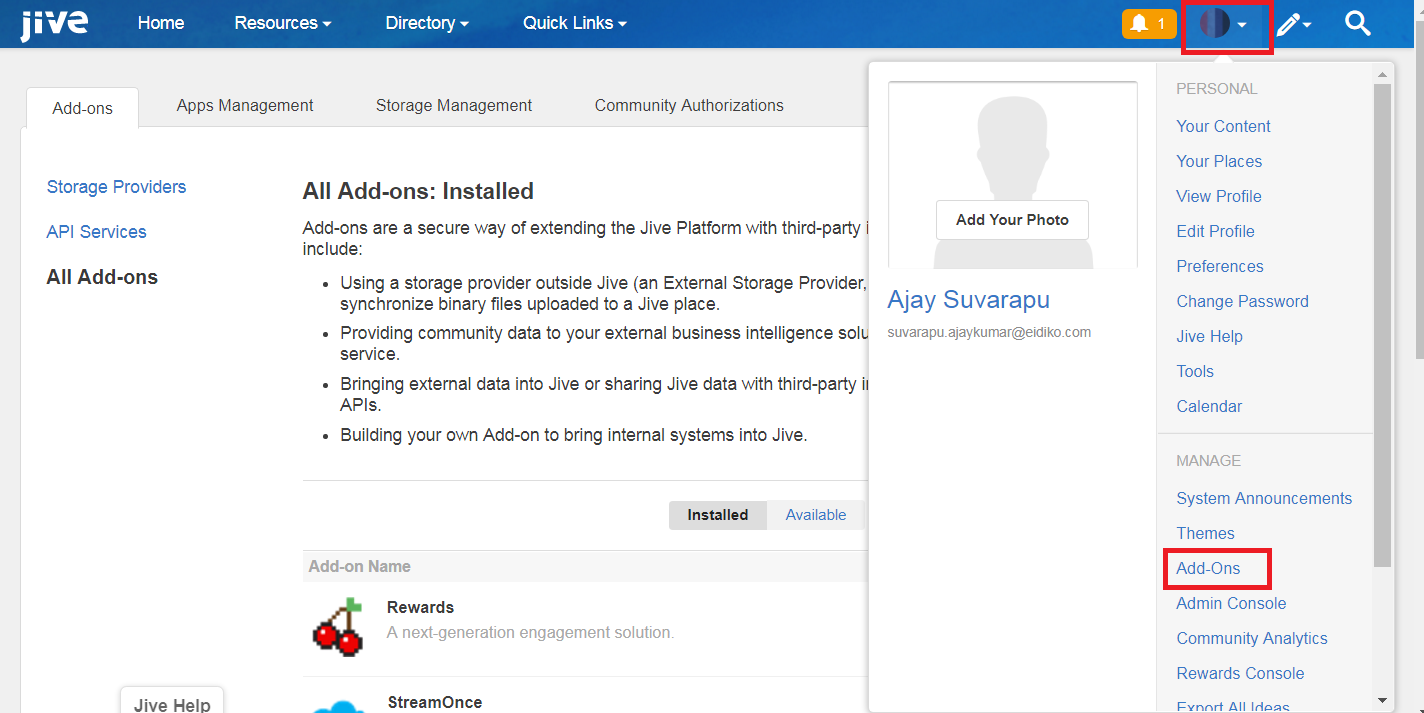 jive
Home
Resources
Directory
Quick Links
1
Add-ons
Apps Management
Storage Management
Community Authorizations
Storage Providers
API Services
All Add-ons
All Add-ons: Installed
Add-ons are a secure way of extending the Jive Platform with third-party
include:
Using a storage provider outside Jive (an External Storage Provider,
synchronize binary files uploaded to a Jive place.
Providing community data to your external business intelligence
service.
Bringing external data into Jive or sharing Jive data with third-party
APIs.
Building your own Add-on to bring internal systems into Jive.
Installed
Available
Add-on Name
Rewards
A next-generation engagement solution.
StreamOnce
Jive Help
Add Your Photo
Ajay Suvarapu
suvarapu.ajaykumar@eidiko.com
PERSONAL
Your Content
Your Places
View Profile
Edit Profile
Preferences
Change Password
Jive Help
Tools
Calendar
MANAGE
System Announcements
Themes
Add-Ons
Admin Console
Community Analytics
Rewards Console
Export All Ideas